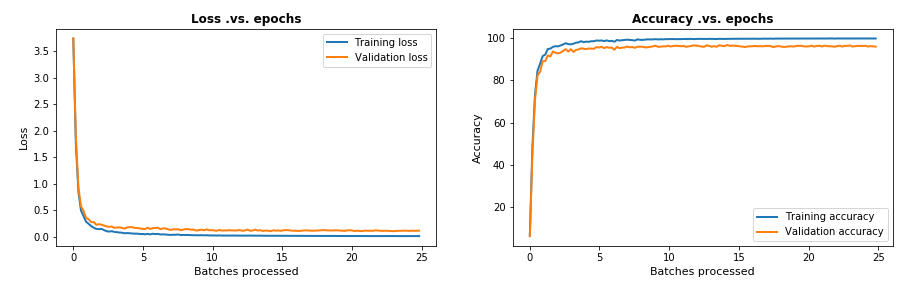 Loss .vs. epochs
Training loss
Validation loss
Loss
3.5
3.0
2.5
2.0
1.5
1.0
0.5
0.0
0
5
10
15
20
25
Batches processed
Accuracy .vs. epochs
Accuracy
100
80
60
40
20
Training accuracy
Validation accuracy
0
5
10
15
20
25
Batches processed